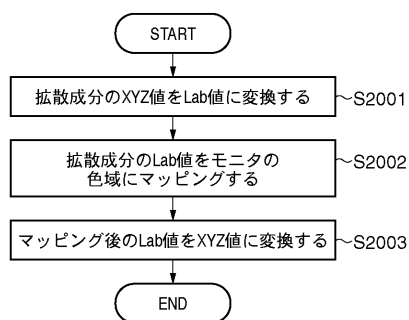 START
拡散成分のXYZ値をLab値に変換する
S2001
拡散成分のLab値をモニタの
色域にマッピングする
S2002
マッピング後のLab値をXYZ値に変換する
S2003
END